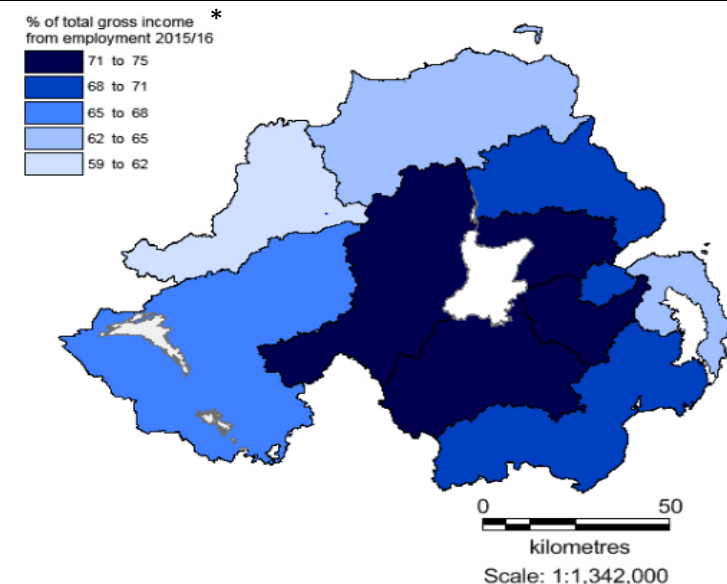 % of total gross income *
from employment 2015/16
71 to 75
68 to 71
65 to 68
62 to 65
59 to 62
0 50
kilometres
Scale: 1:1,342,000